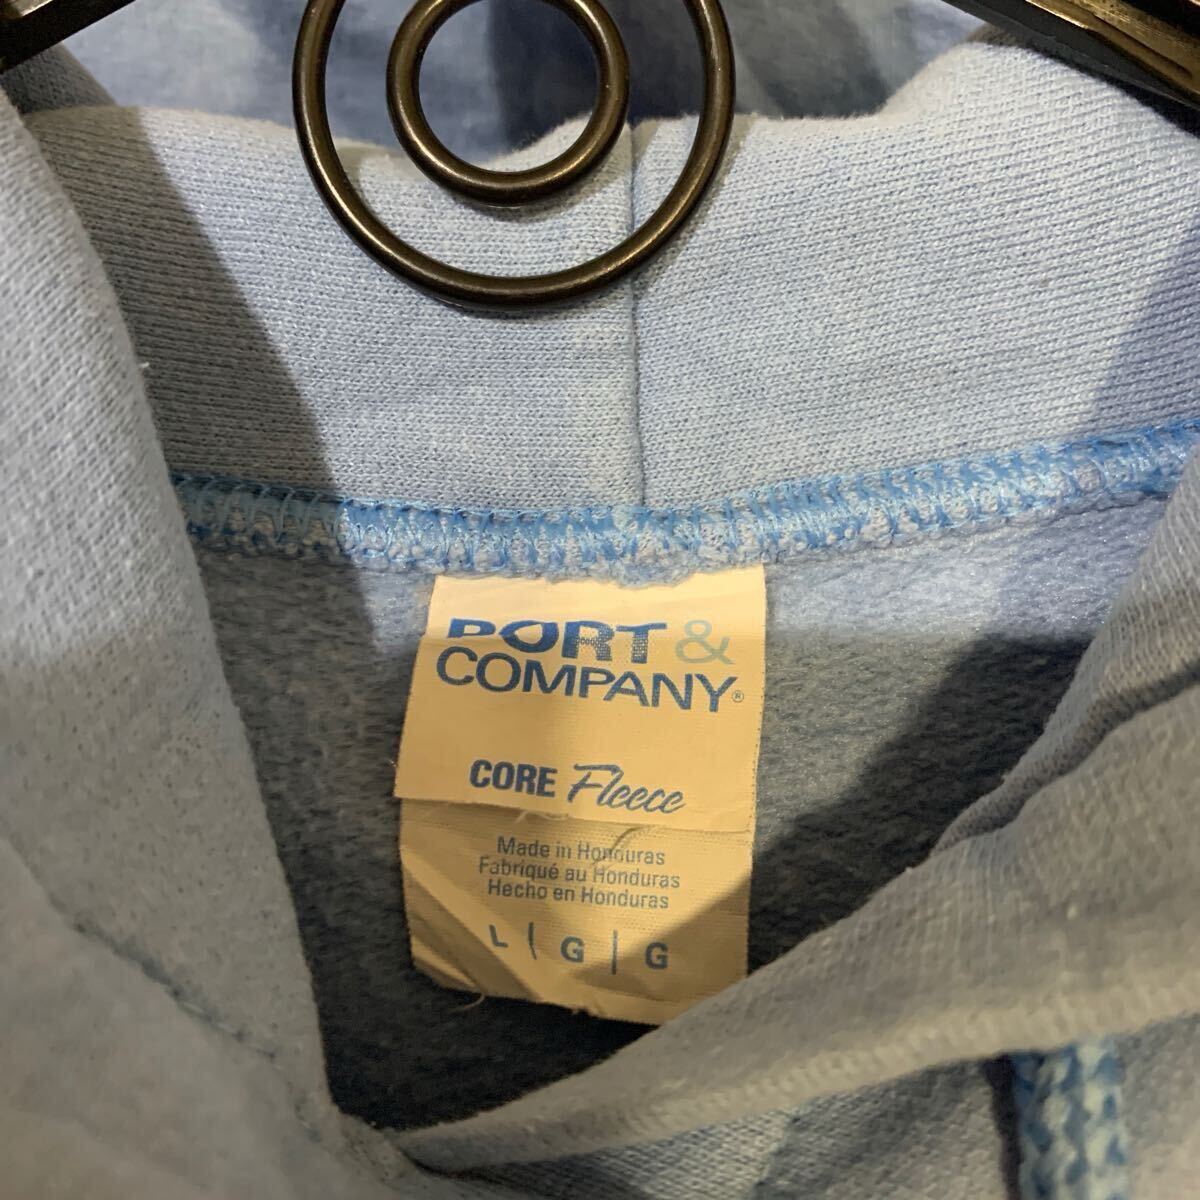 PORT &
COMPANY®
CORE Fleece
Made in Honduras
Fabriqué au Honduras
Hecho en Honduras
L | G | G